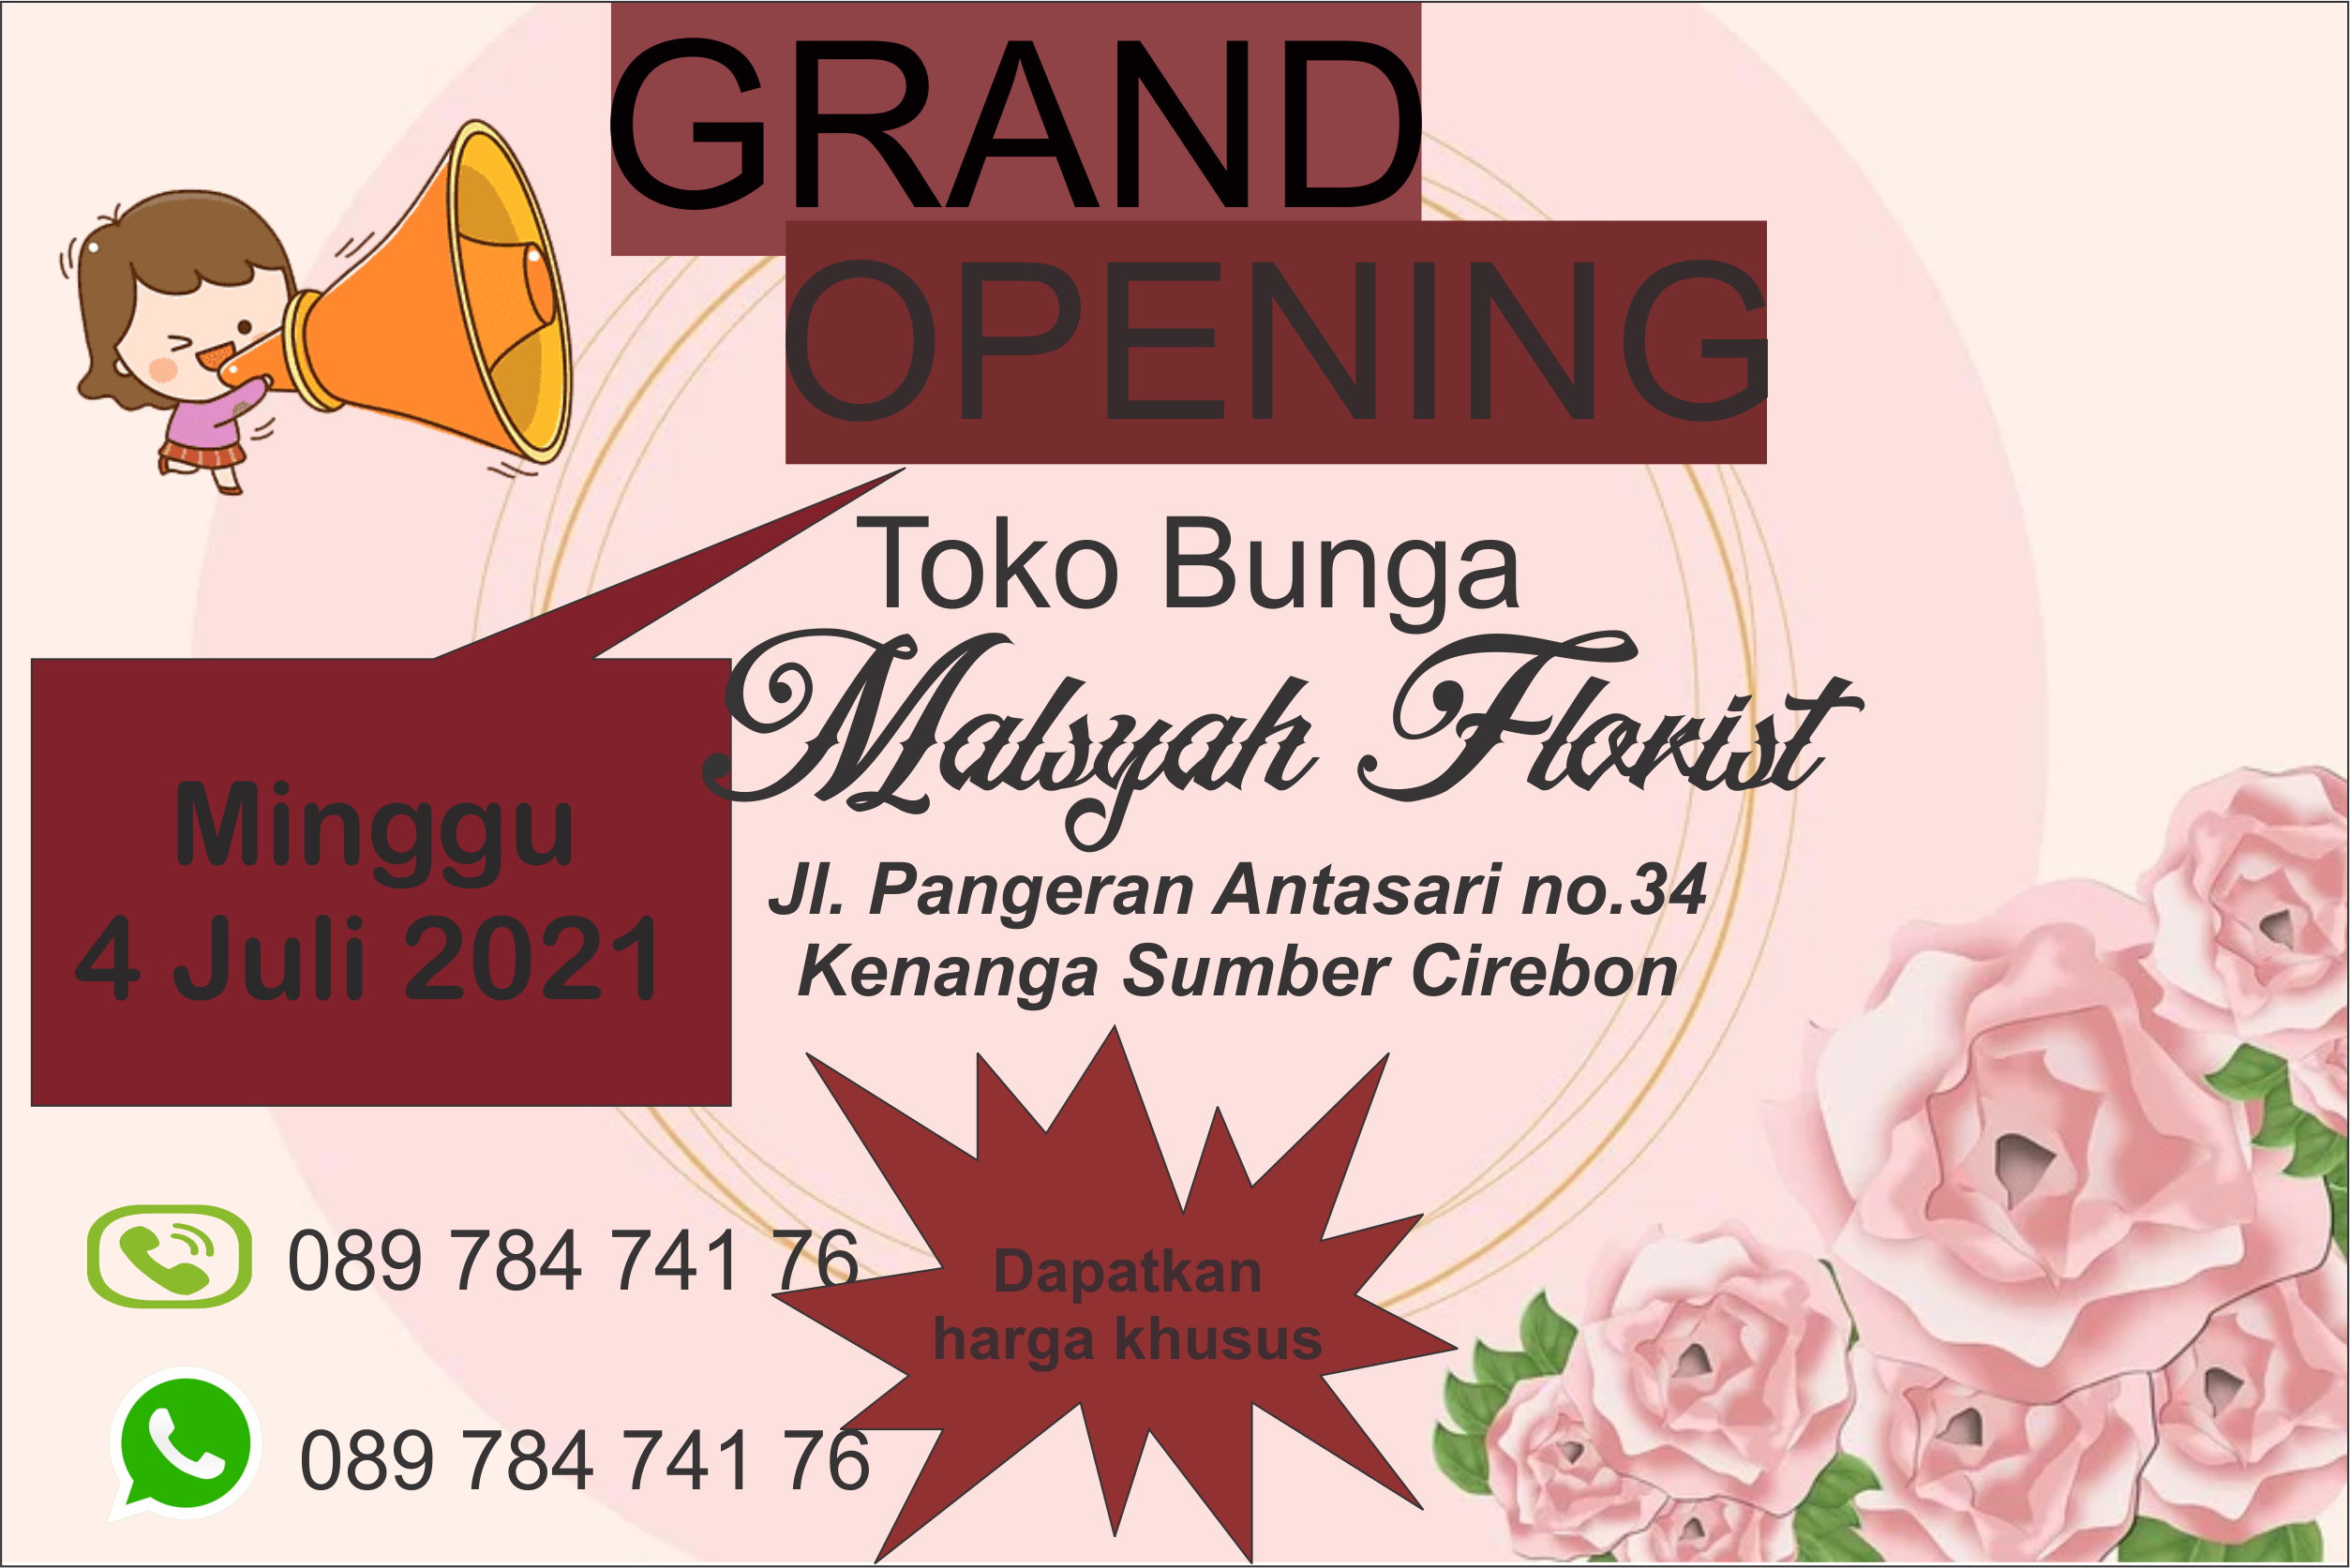 GRAND
OPENING
Toko Bunga
Malsyah Florist
Jl. Pangeran Antasari no.34
Kenanga Sumber Cirebon
Minggu
4 Juli 2021
089 784 741 76
089 784 741 76
Dapatkan
harga khusus